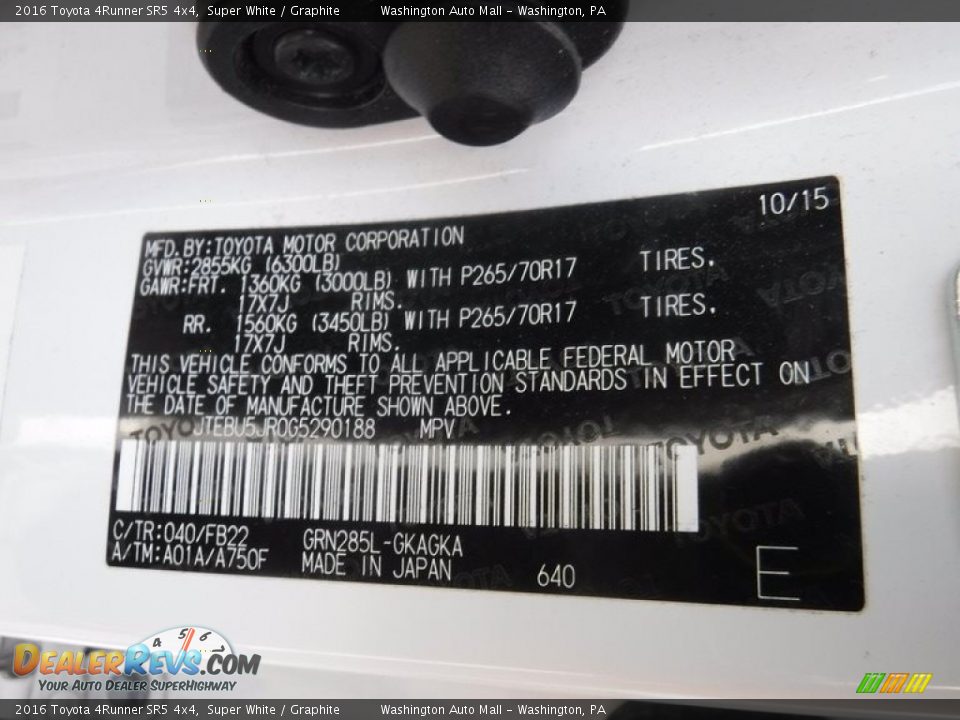 2016 Toyota 4Runner SR5 4x4, Super White / Graphite Washington Auto Mall - Washington, PA
10/15
MFD.BY:TOYOTA MOTOR CORPORATION
GVWR:2855KG (6300LB)
GAWR:FRT. 1360KG (3000LB) WITH P265/70R17 TIRES.
17X7J RIMS.
RR. 1560KG (3450LB) WITH P265/70R17 TIRES.
17X7J RIMS.
THIS VEHICLE CONFORMS TO ALL APPLICABLE FEDERAL MOTOR
VEHICLE SAFETY AND THEFT PREVENTION STANDARDS IN EFFECT ON
THE DATE OF MANUFACTURE SHOWN ABOVE.
JTEBU5JR0G5290188 MPV
C/TR:040/FB22 GRN285L-GKAGKA
A/TM:A01A/A750F MADE IN JAPAN 640 E
4 5 6
DEALERREVS.COM
YOUR AUTO DEALER SUPERHIGHWAY
2016 Toyota 4Runner SR5 4x4, Super White / Graphite Washington Auto Mall - Washington, PA